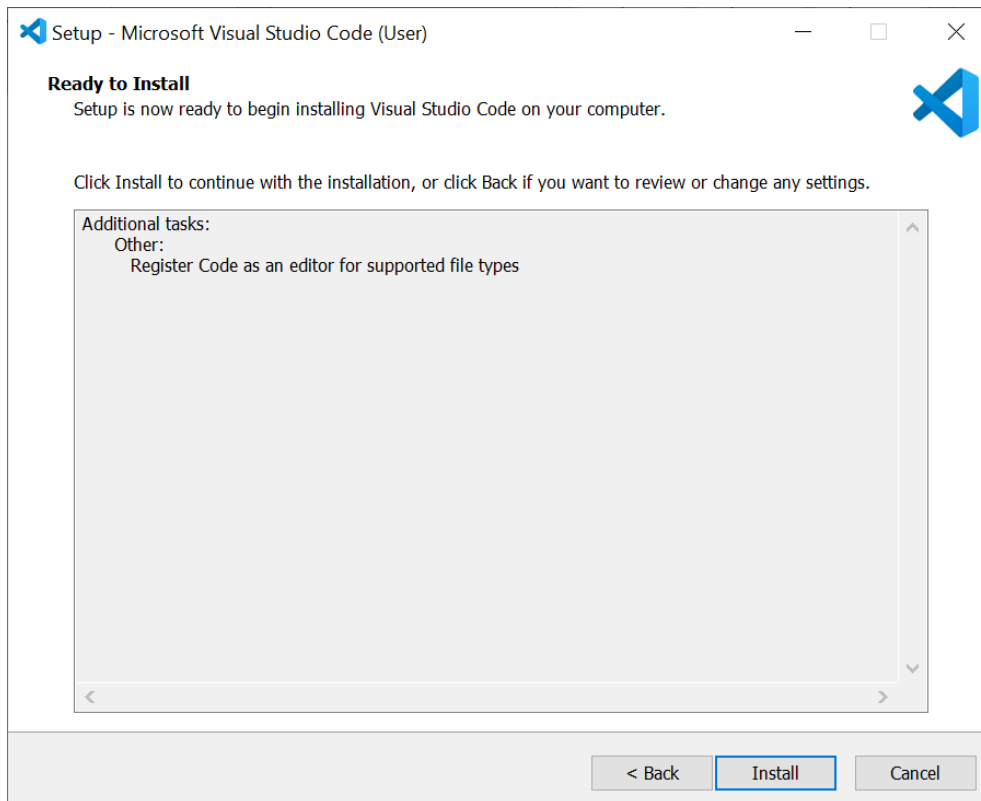 Setup - Microsoft Visual Studio Code (User)
Ready to Install
Setup is now ready to begin installing Visual Studio Code on your computer.
Click Install to continue with the installation, or click Back if you want to review or change any settings.
Additional tasks:
Other:
Register Code as an editor for supported file types
< Back
Install
Cancel